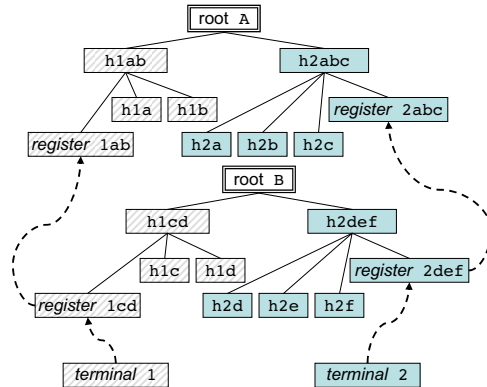 root A
h1ab
h2abc
h1a
h1b
register 2abc
register 1ab
h2a
h2b
h2c
root B
h1cd
h2def
h1c
h1d
register 2def
register 1cd
h2d
h2e
h2f
terminal 1
terminal 2